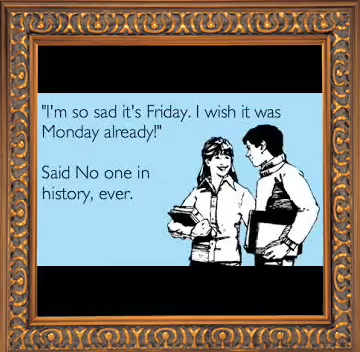 "I'm so sad it's Friday. I wish it was
Monday already!"
Said No one in
history, ever.